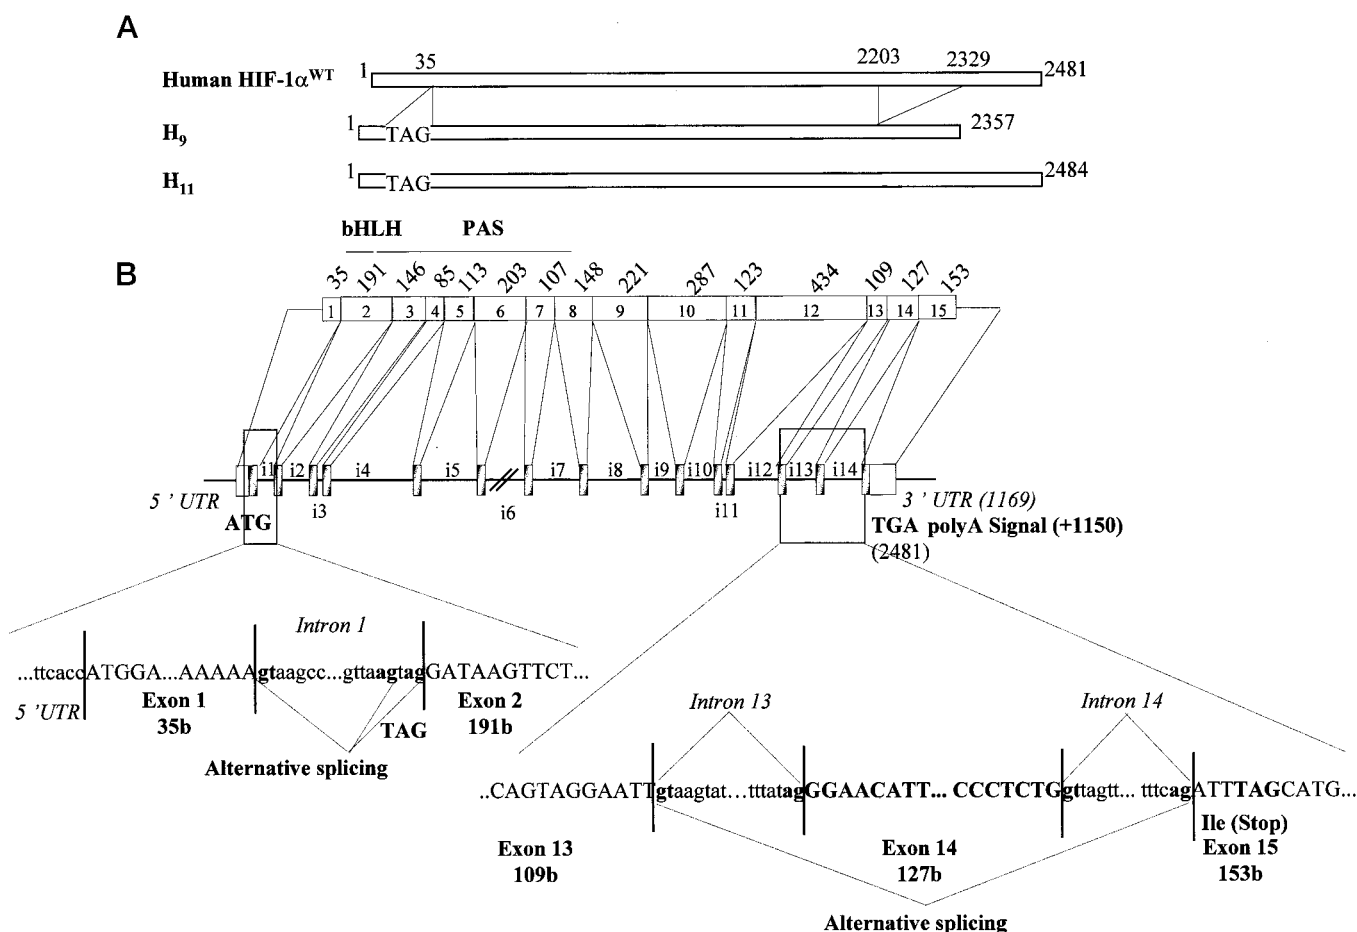 A
Human HIF-1αWT 1 35 2203 2329 2481
H9 1 TAG 2357
H11 1 TAG 2484
bHLH PAS
B
35 191 146 85 113 203 107 148 221 287 123 434 109 127 153
1 2 3 4 5 6 7 8 9 10 11 12 13 14 15
i1 i2 i4 i5 i7 i8 i9 i10 i12 i13 i14
5 ' UTR i3 i6 i11 3 ' UTR (1169)
ATG TGA polyA Signal (+1150)
(2481)
Intron 1
...ttcaccATGGA...AAAAAgtaagcc...gttaagtagGATAAGTTCT...
5 'UTR Exon 1 Exon 2
35b TAG 191b
Alternative splicing
Intron 13 Intron 14
..CAGTAGGAATTgtaagtat...tttatagGGAACATT... CCCTCTGgttagtt... tttcagATTTAGCATG...
Ile (Stop)
Exon 13 Exon 14 Exon 15
109b 127b 153b
Alternative splicing